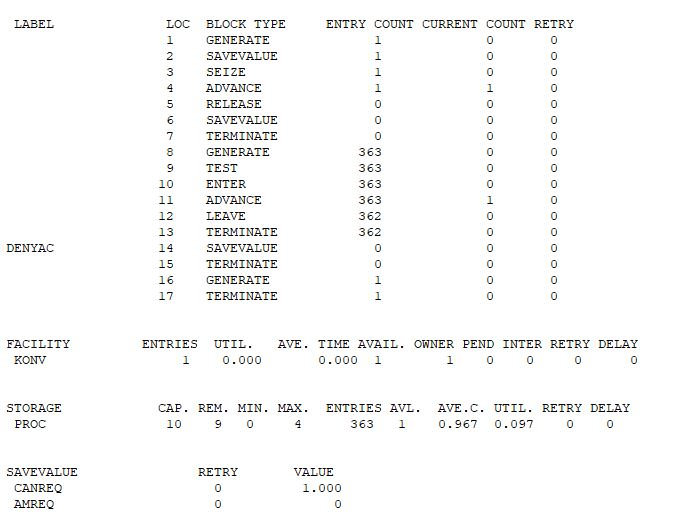 LABEL LOC BLOCK TYPE ENTRY COUNT CURRENT COUNT RETRY
1 GENERATE 1 0 0
2 SAVEVALUE 1 0 0
3 SEIZE 1 0 0
4 ADVANCE 1 1 0
5 RELEASE 0 0 0
6 SAVEVALUE 0 0 0
7 TERMINATE 0 0 0
8 GENERATE 363 0 0
9 TEST 363 0 0
10 ENTER 363 0 0
11 ADVANCE 363 1 0
12 LEAVE 362 0 0
13 TERMINATE 362 0 0
DENYAC 14 SAVEVALUE 0 0 0
15 TERMINATE 0 0 0
16 GENERATE 1 0 0
17 TERMINATE 1 0 0
FACILITY ENTRIES UTIL. AVE. TIME AVAIL. OWNER PEND INTER RETRY DELAY
KONV 1 0.000 0.000 1 1 0 0 0 0
STORAGE CAP. REM. MIN. MAX. ENTRIES AVL. AVE.C. UTIL. RETRY DELAY
PROC 10 9 0 4 363 1 0.967 0.097 0 0
SAVEVALUE RETRY VALUE
CANREQ 0 1.000
AMREQ 0 0